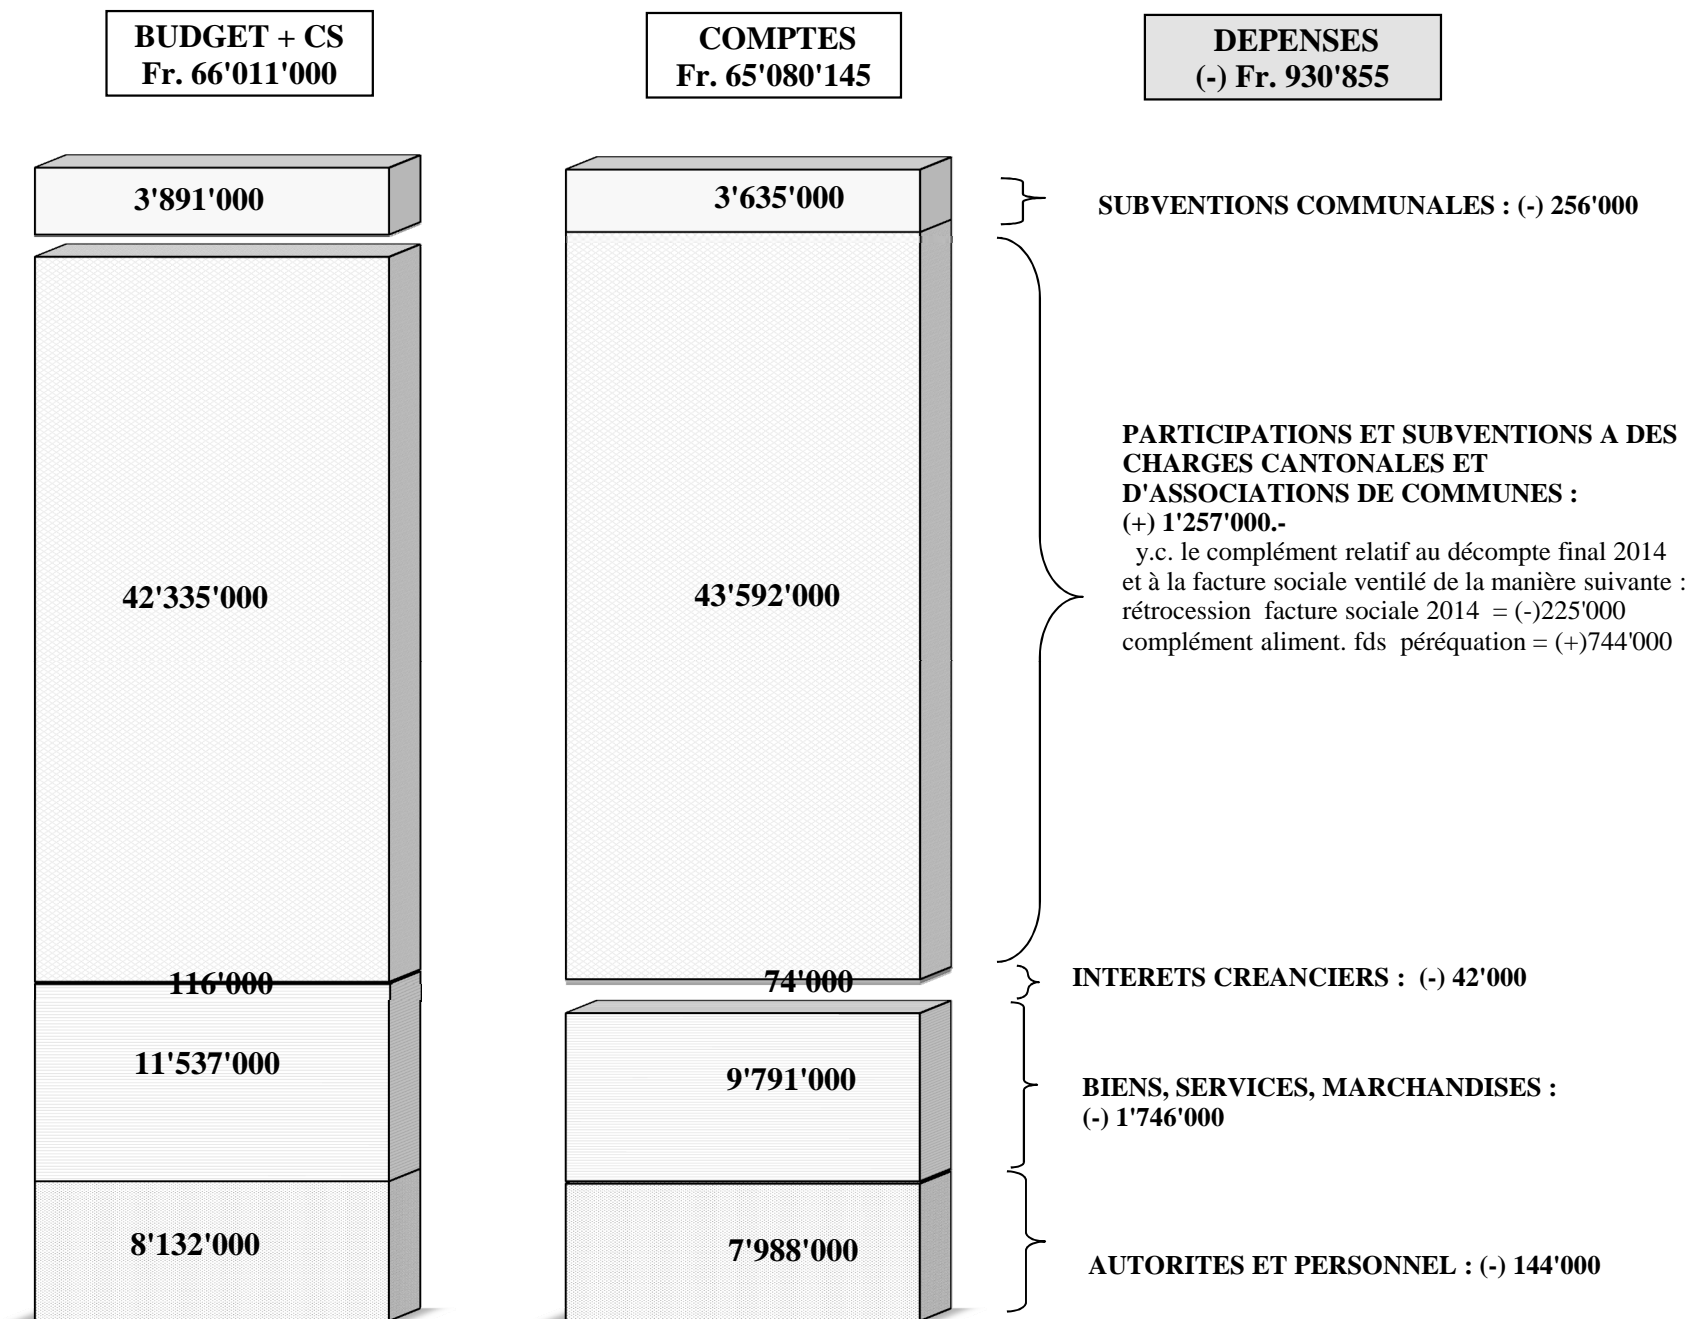 BUDGET + CS
Fr. 66'011'000
COMPTES
Fr. 65'080'145
DEPENSES
(-) Fr. 930'855
3'891'000
3'635'000
SUBVENTIONS COMMUNALES : (-) 256'000
42'335'000
43'592'000
PARTICIPATIONS ET SUBVENTIONS A DES
CHARGES CANTONALES ET
D'ASSOCIATIONS DE COMMUNES :
(+) 1'257'000.-
y.c. le complément relatif au décompte final 2014
et à la facture sociale ventilé de la manière suivante :
rétrocession facture sociale 2014 = (-)225'000
complément aliment. fds péréquation = (+)744'000
116'000
74'000
INTERETS CREANCIERS : (-) 42'000
11'537'000
9'791'000
BIENS, SERVICES, MARCHANDISES :
(-) 1'746'000
8'132'000
7'988'000
AUTORITES ET PERSONNEL : (-) 144'000